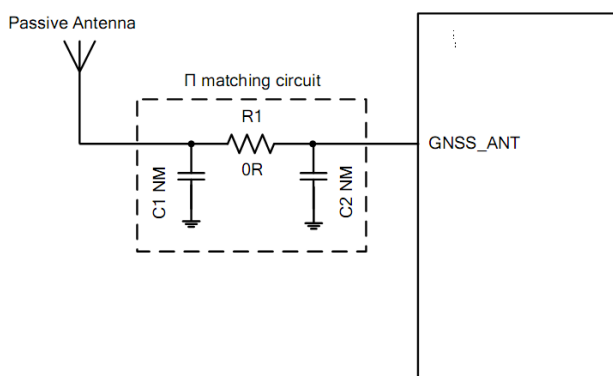 Passive Antenna
Π matching circuit
R1
0R
C1 NM
C2 NM
GNSS_ANT